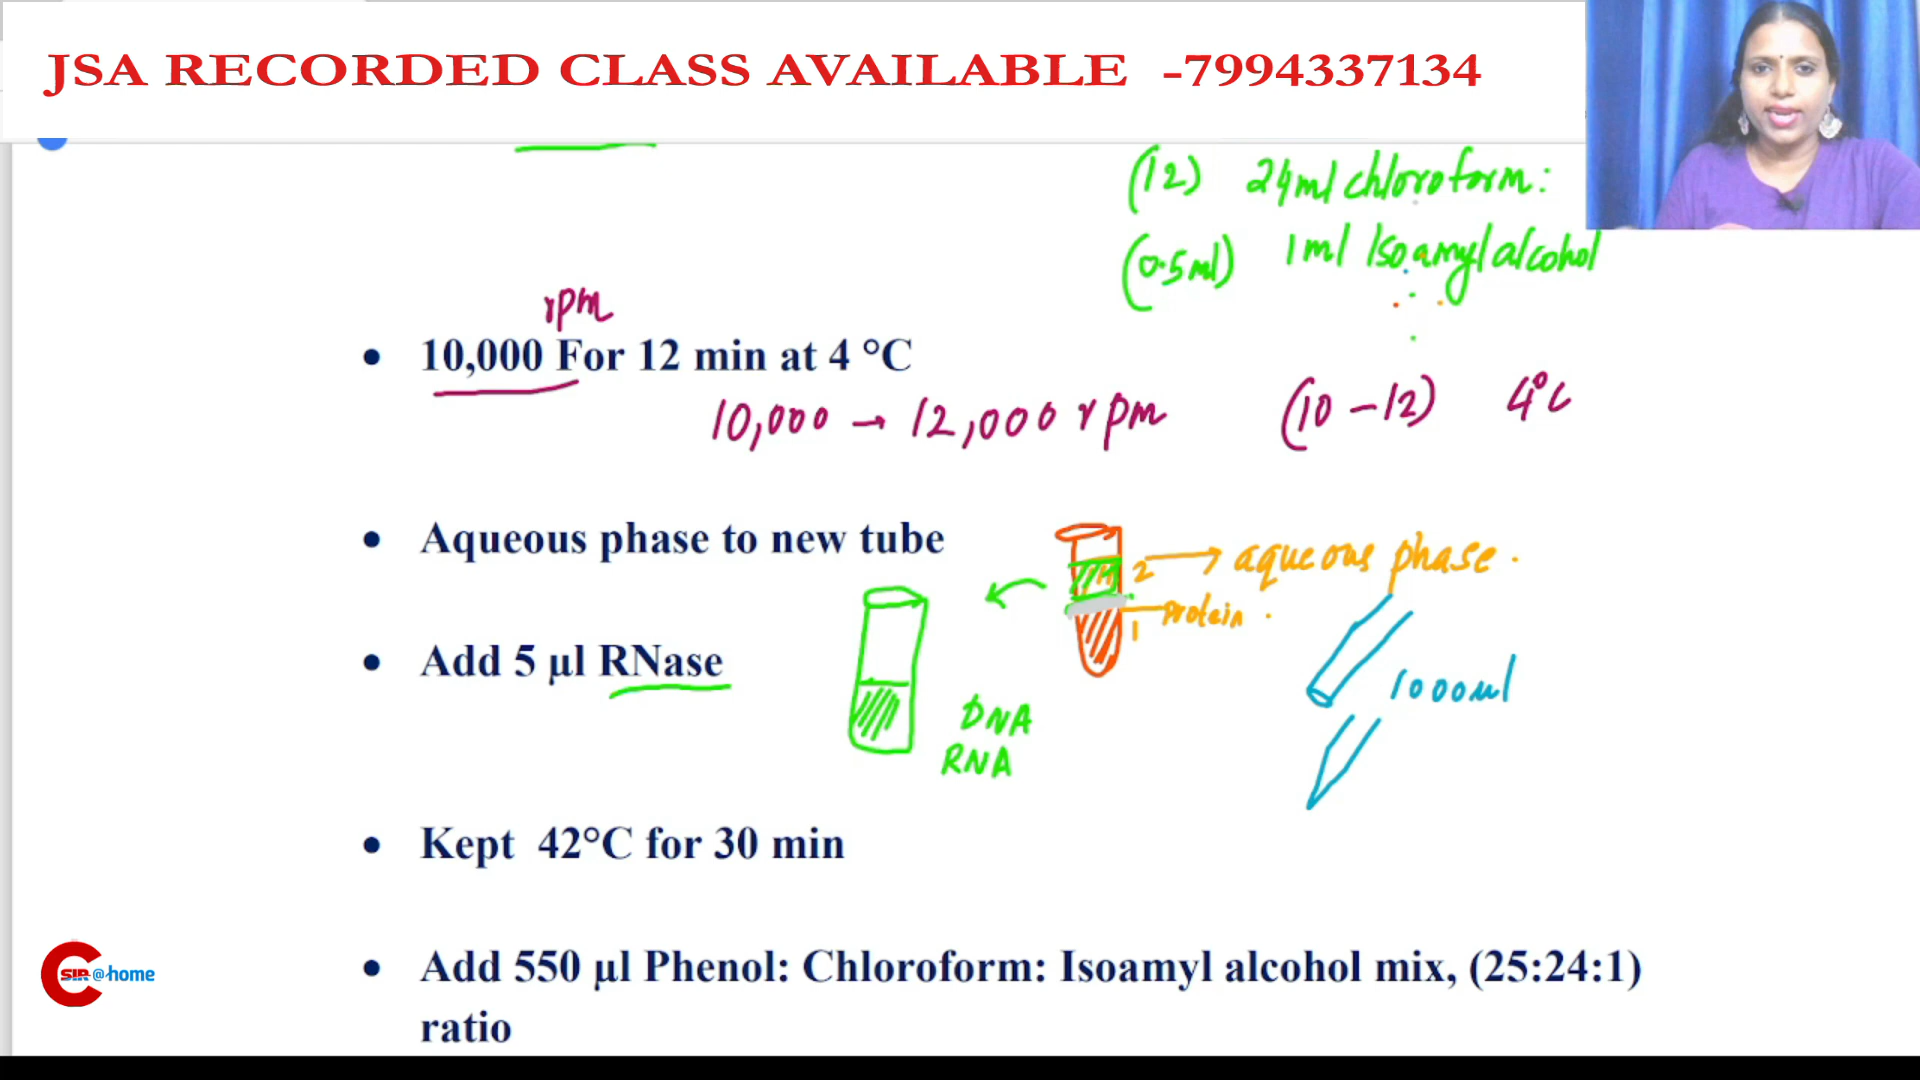 JSA RECORDED CLASS AVAILABLE -7994337134
(12) 24ml chloroform:
(0.5ml) 1ml Isoamyl alcohol
rpm
• 10,000 For 12 min at 4 °C
10,000 → 12,000 rpm (10 - 12) 4°C
• Aqueous phase to new tube
2 → aqueous phase.
1 protein.
• Add 5 µl RNase
1000µl
DNA
RNA
• Kept 42°C for 30 min
• Add 550 µl Phenol: Chloroform: Isoamyl alcohol mix, (25:24:1)
ratio
CSIR@home